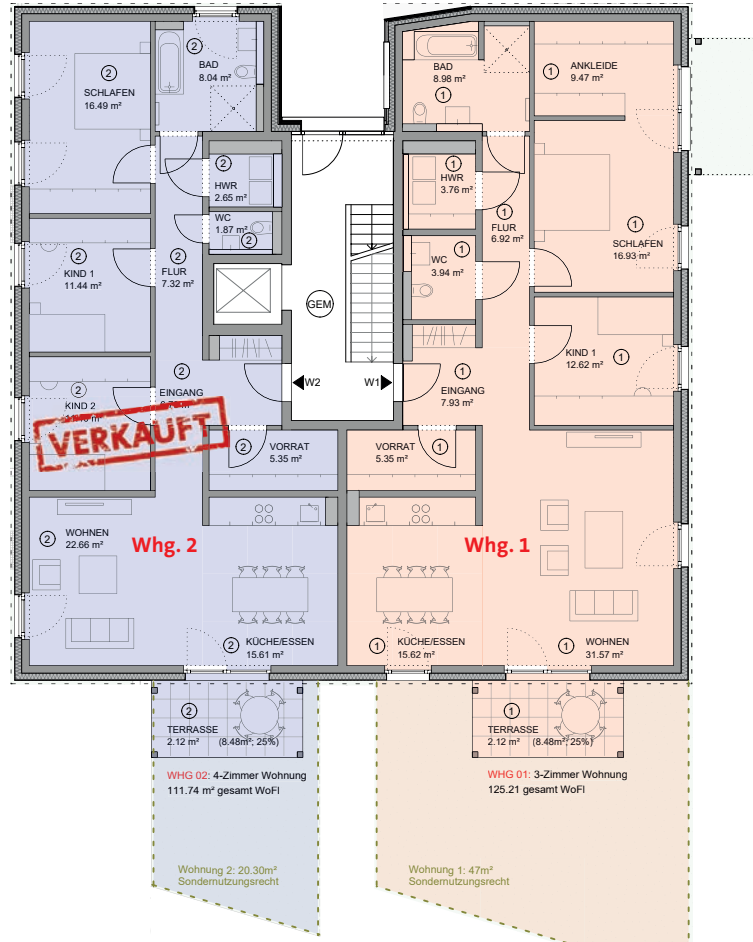 2
SCHLAFEN
16.49 m²
2
BAD
8.04 m²
2
HWR
2.65 m²
WC
1.87 m²
2
2
KIND 1
11.44 m²
2
FLUR
7.32 m²
2
KIND 2
2
EINGANG
VERKAUFT
2
VORRAT
5.35 m²
2
WOHNEN
22.66 m²
Whg. 2
2
KÜCHE/ESSEN
15.61 m²
GEM
W2
W1
BAD
8.98 m²
1
1
ANKLEIDE
9.47 m²
1
HWR
3.76 m²
1
FLUR
6.92 m²
1
WC
3.94 m²
1
SCHLAFEN
16.93 m²
KIND 1
12.62 m²
1
1
EINGANG
7.93 m²
VORRAT
5.35 m²
1
Whg. 1
1
KÜCHE/ESSEN
15.62 m²
1
WOHNEN
31.57 m²
2
TERRASSE
2.12 m² (8.48m²; 25%)
1
TERRASSE
2.12 m² (8.48m²; 25%)
WHG 02: 4-Zimmer Wohnung
111.74 m² gesamt WoFl
WHG 01: 3-Zimmer Wohnung
125.21 gesamt WoFl
Wohnung 2: 20.30m²
Sondernutzungsrecht
Wohnung 1: 47m²
Sondernutzungsrecht